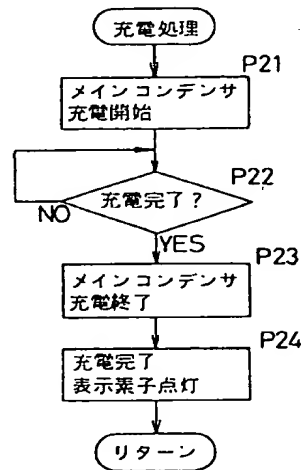 充電処理
P21
メインコンデンサ
充電開始
P22
充電完了?
NO
YES
P23
メインコンデンサ
充電終了
P24
充電完了
表示素子点灯
リターン